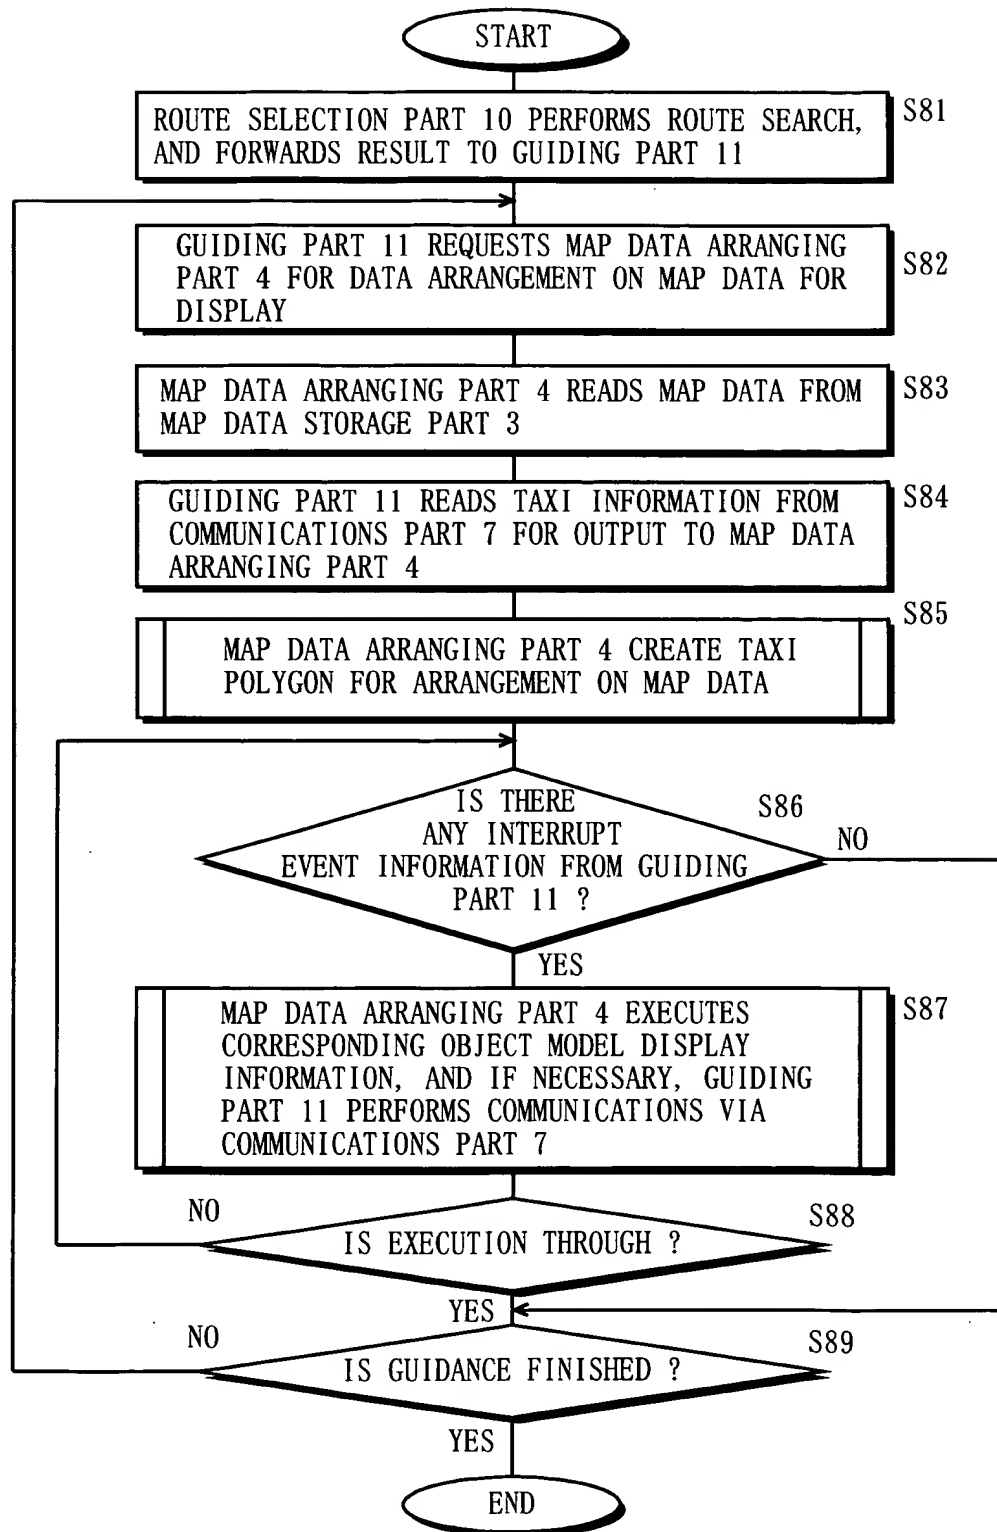 START
ROUTE SELECTION PART 10 PERFORMS ROUTE SEARCH,
AND FORWARDS RESULT TO GUIDING PART 11
S81
GUIDING PART 11 REQUESTS MAP DATA ARRANGING
PART 4 FOR DATA ARRANGEMENT ON MAP DATA FOR
DISPLAY
S82
MAP DATA ARRANGING PART 4 READS MAP DATA FROM
MAP DATA STORAGE PART 3
S83
GUIDING PART 11 READS TAXI INFORMATION FROM
COMMUNICATIONS PART 7 FOR OUTPUT TO MAP DATA
ARRANGING PART 4
S84
S85
MAP DATA ARRANGING PART 4 CREATE TAXI
POLYGON FOR ARRANGEMENT ON MAP DATA
IS THERE
ANY INTERRUPT
EVENT INFORMATION FROM GUIDING
PART 11 ?
S86
NO
YES
MAP DATA ARRANGING PART 4 EXECUTES
CORRESPONDING OBJECT MODEL DISPLAY
INFORMATION, AND IF NECESSARY, GUIDING
PART 11 PERFORMS COMMUNICATIONS VIA
COMMUNICATIONS PART 7
S87
NO
IS EXECUTION THROUGH ?
S88
YES
NO
IS GUIDANCE FINISHED ?
S89
YES
END